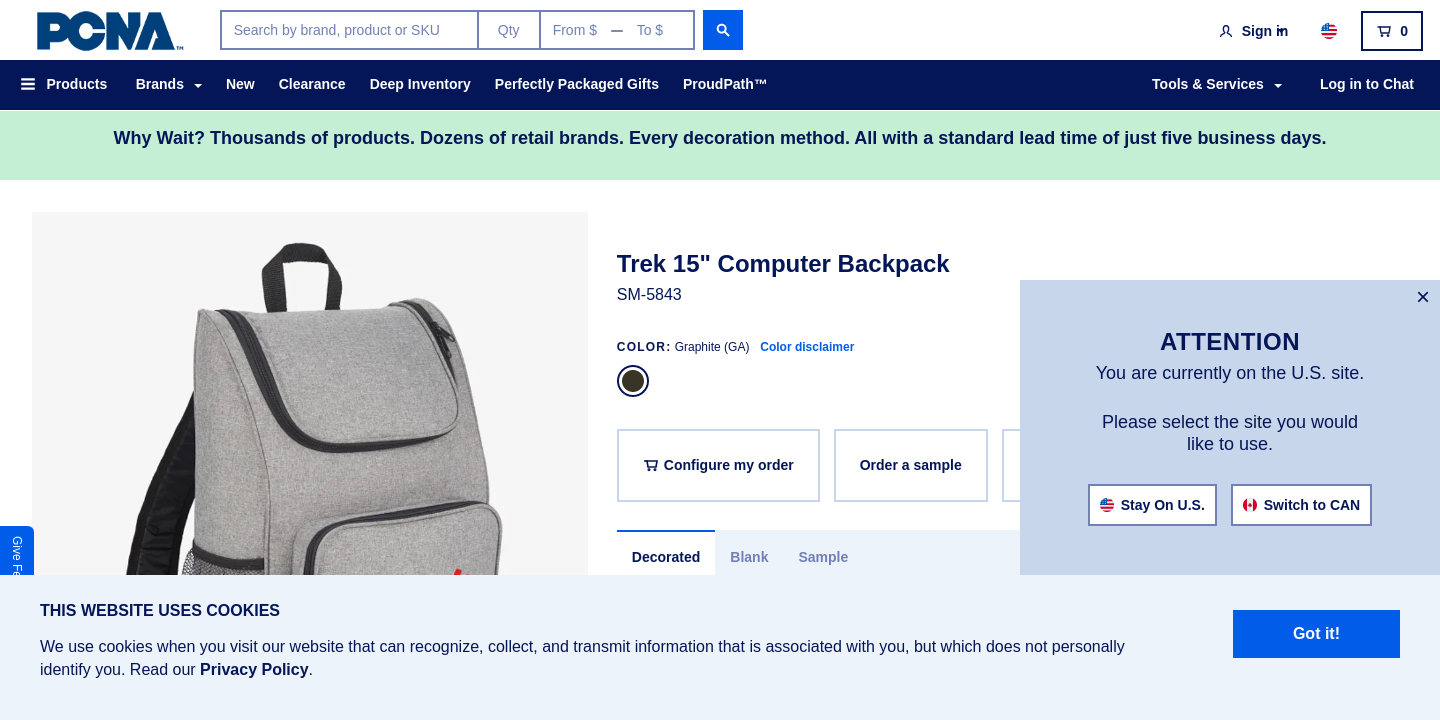 PCNA™
Search by brand, product or SKU
Qty
From $ — To $
Sign in
0
Products
Brands
New
Clearance
Deep Inventory
Perfectly Packaged Gifts
ProudPath™
Tools & Services
Log in to Chat
Why Wait? Thousands of products. Dozens of retail brands. Every decoration method. All with a standard lead time of just five business days.
Trek 15" Computer Backpack
SM-5843
COLOR: Graphite (GA) Color disclaimer
Configure my order
Order a sample
Decorated
Blank
Sample
×
ATTENTION
You are currently on the U.S. site.
Please select the site you would
like to use.
Stay On U.S.
Switch to CAN
Give
THIS WEBSITE USES COOKIES
We use cookies when you visit our website that can recognize, collect, and transmit information that is associated with you, but which does not personally
identify you. Read our Privacy Policy.
Got it!